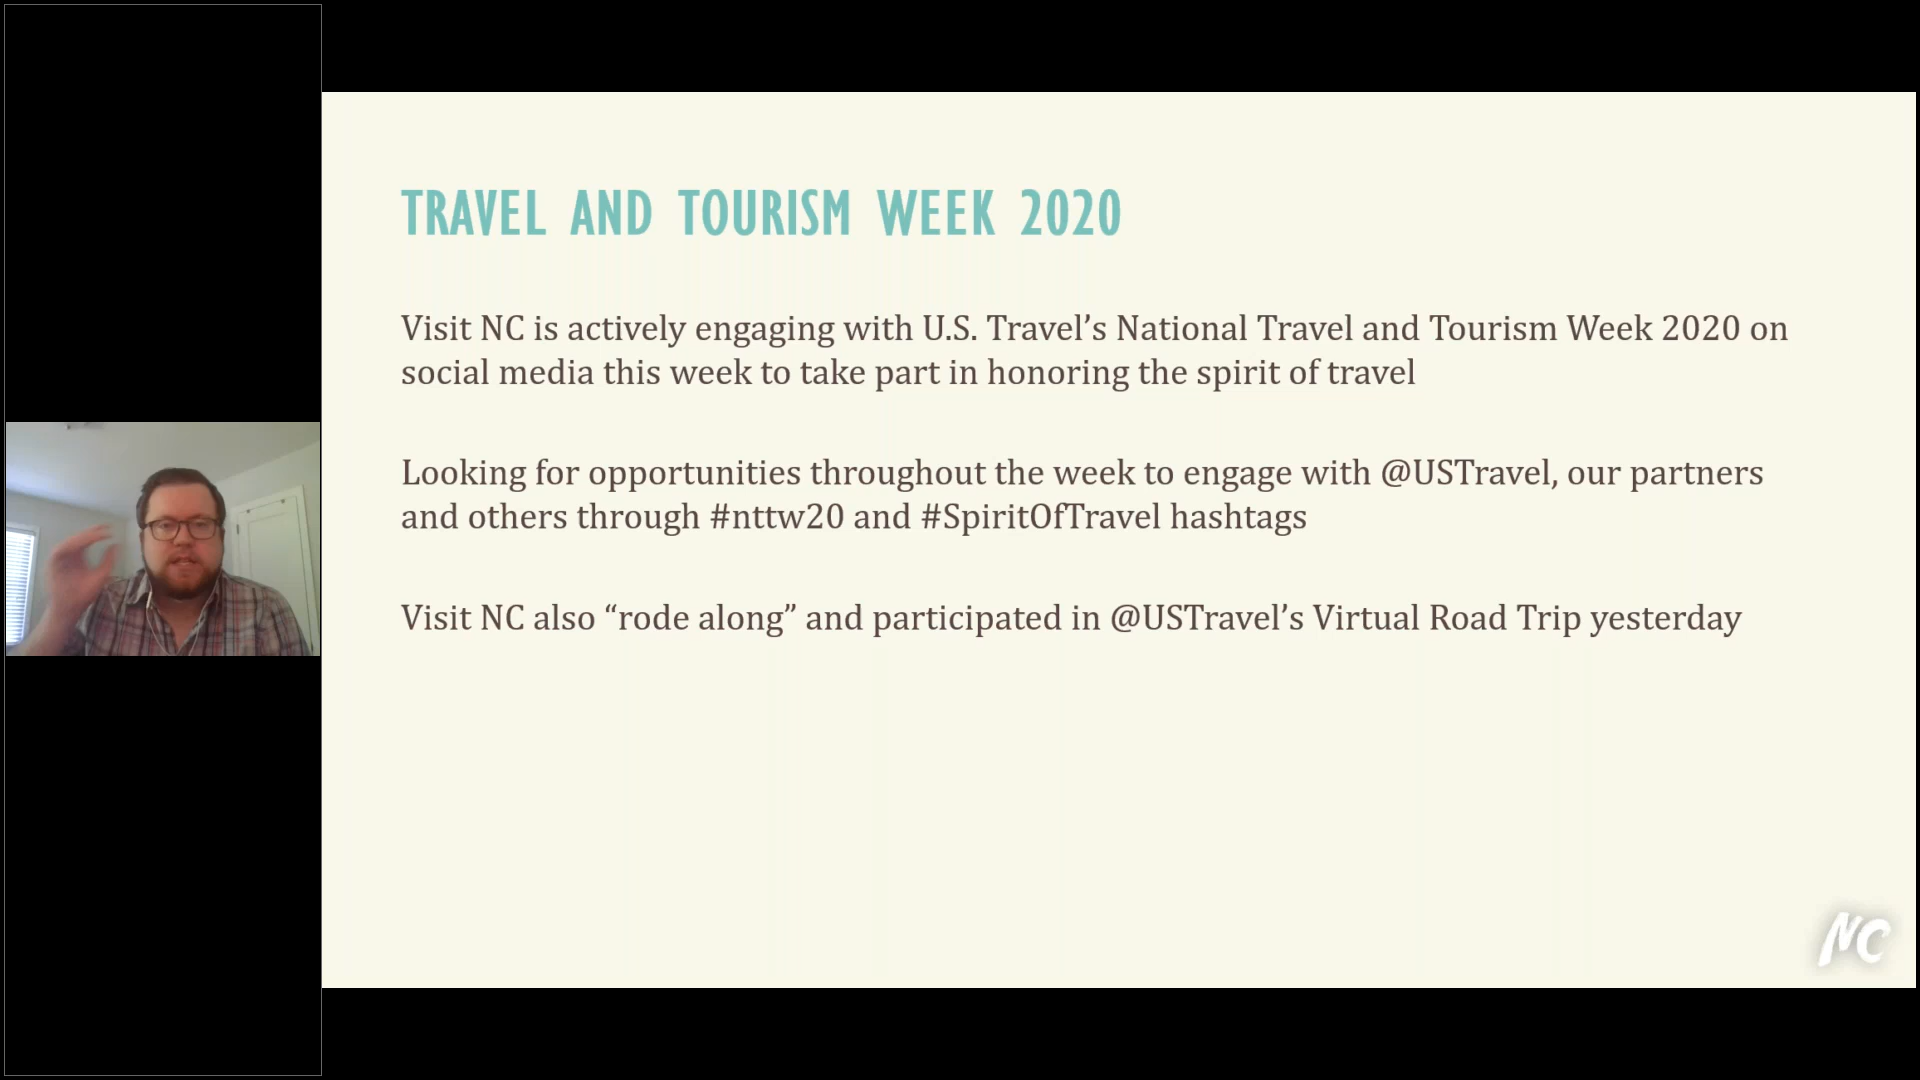 TRAVEL AND TOURISM WEEK 2020
Visit NC is actively engaging with U.S. Travel’s National Travel and Tourism Week 2020 on
social media this week to take part in honoring the spirit of travel
Looking for opportunities throughout the week to engage with @USTravel, our partners
and others through #nttw20 and #SpiritOfTravel hashtags
Visit NC also “rode along” and participated in @USTravel’s Virtual Road Trip yesterday
NC